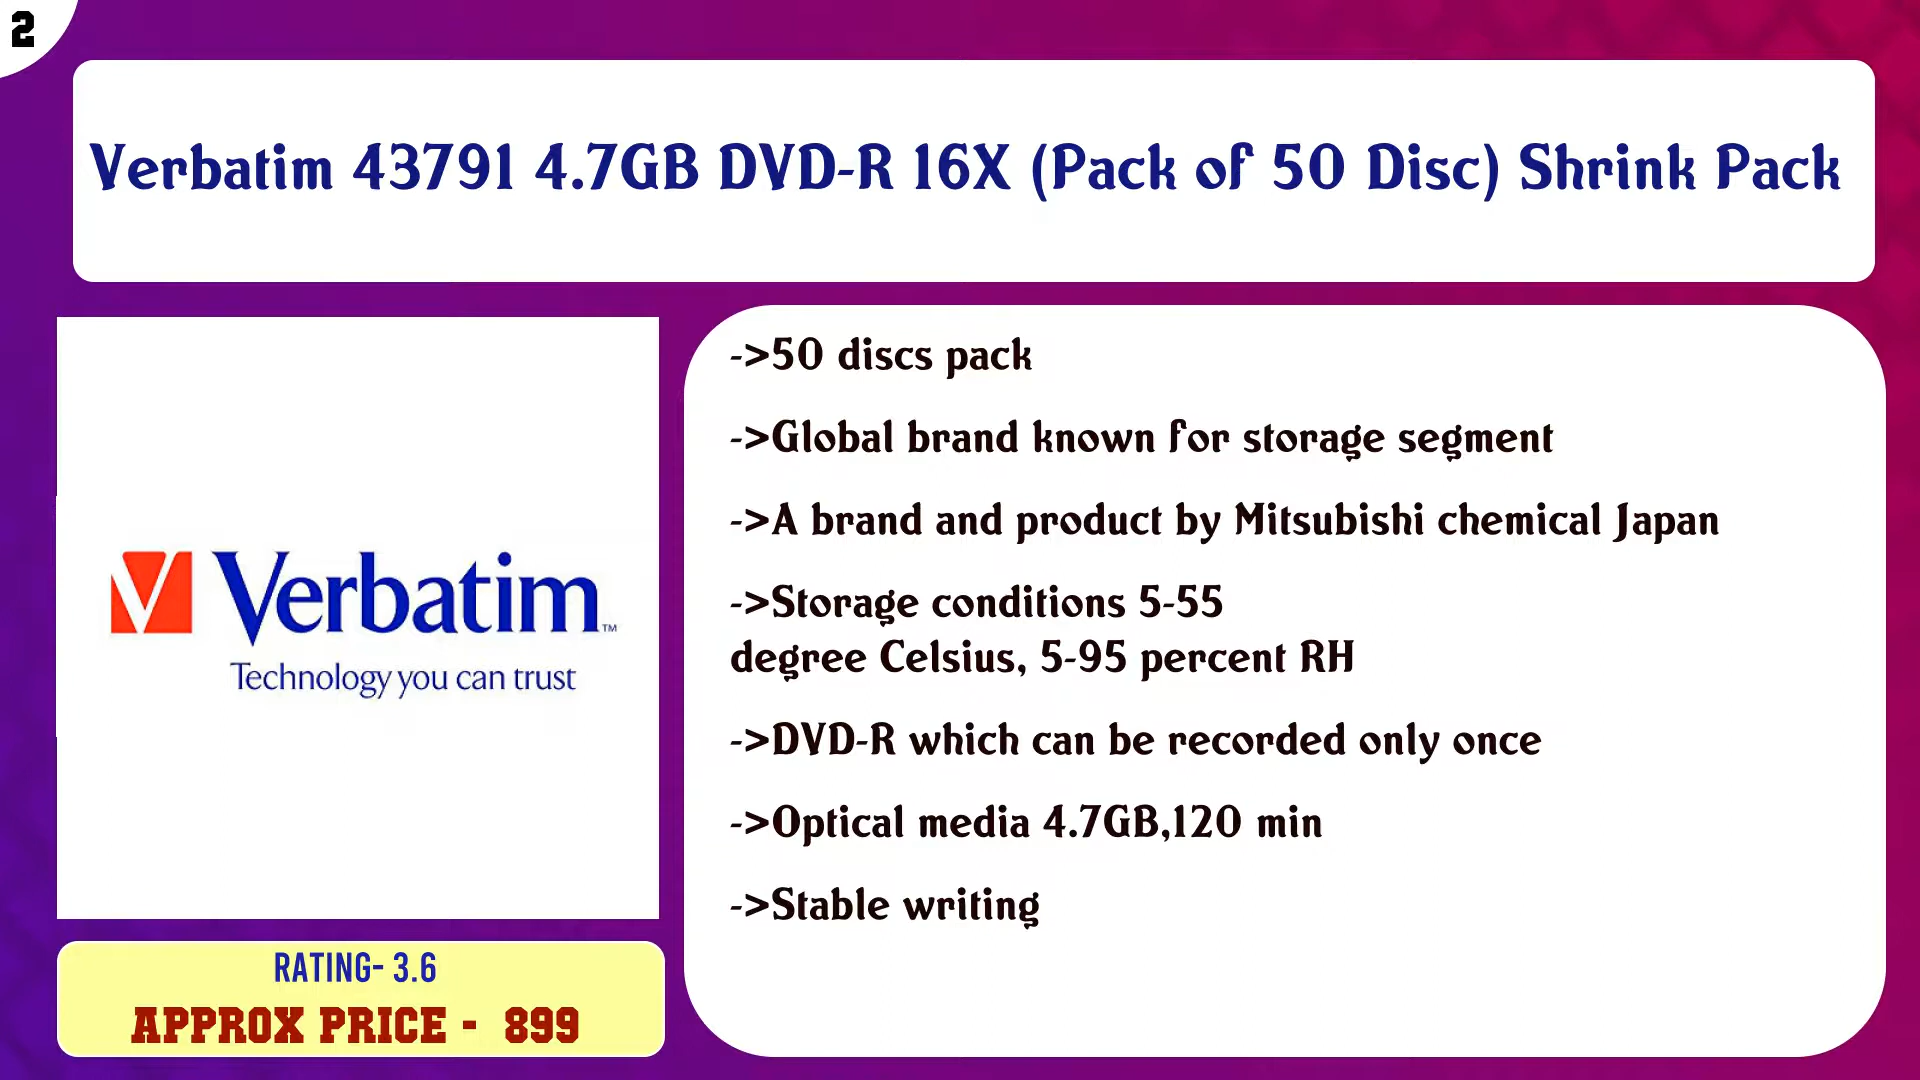 2
Verbatim 43791 4.7GB DVD-R 16X (Pack of 50 Disc) Shrink Pack
->50 discs pack
->Global brand known for storage segment
->A brand and product by Mitsubishi chemical Japan
->Storage conditions 5-55
degree Celsius, 5-95 percent RH
->DVD-R which can be recorded only once
->Optical media 4.7GB,120 min
->Stable writing
Verbatim™
Technology you can trust
RATING- 3.6
APPROX PRICE - 899